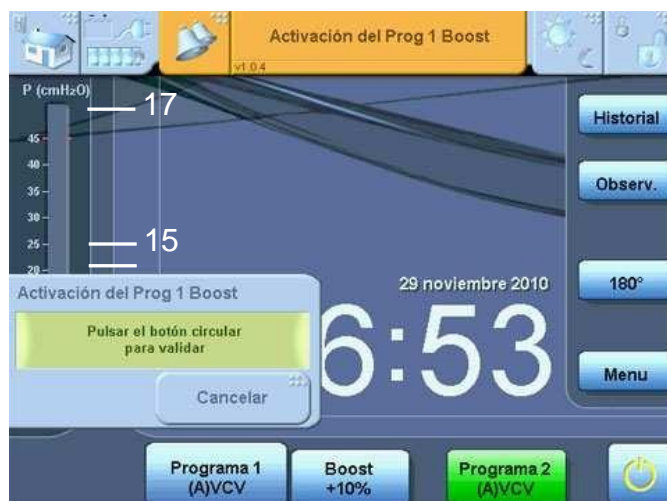 Activación del Prog 1 Boost
v1.0.4
P (cmH2O)
17
45
40
35
30
25
15
20
Historial
Observ.
180°
Menu
29 noviembre 2010
6:53
Activación del Prog 1 Boost
Pulsar el botón circular
para validar
Cancelar
Programa 1
(A)VCV
Boost
+10%
Programa 2
(A)VCV